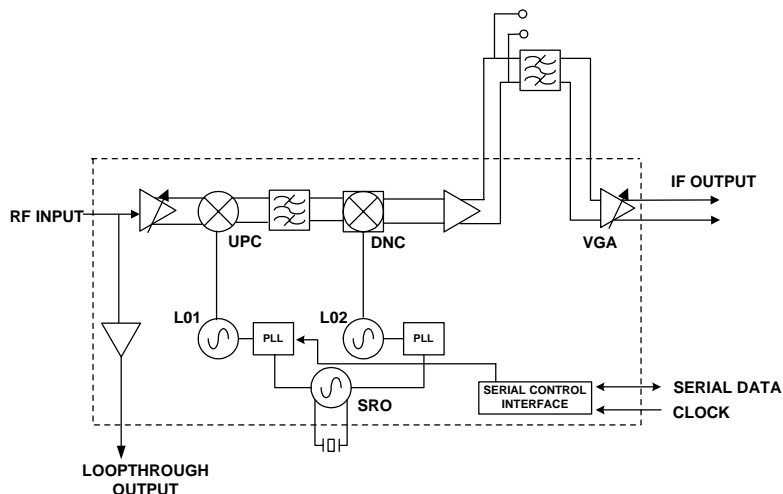 IF OUTPUT
RF INPUT
UPC
DNC
VGA
L01
L02
PLL
PLL
SRO
SERIAL CONTROL
INTERFACE
SERIAL DATA
CLOCK
LOOPTHROUGH
OUTPUT